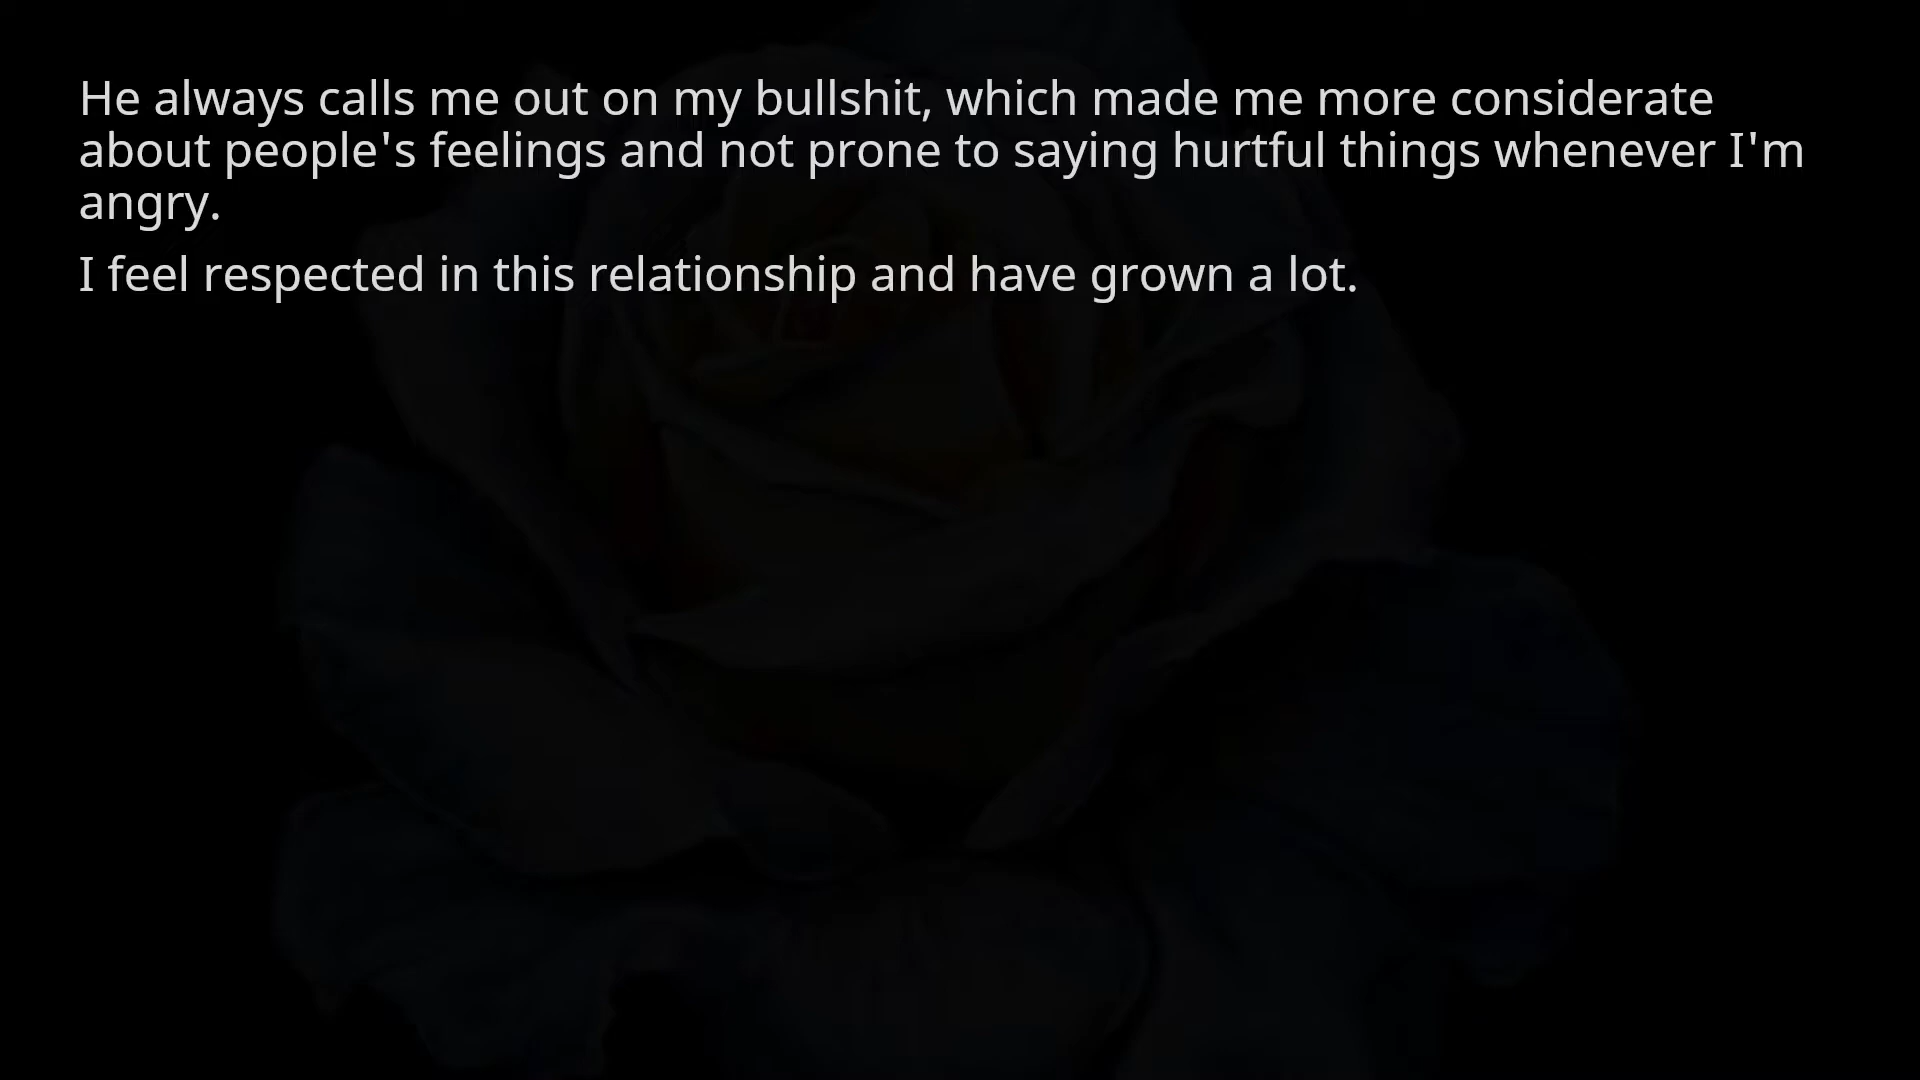 He always calls me out on my bullshit, which made me more considerate
about people's feelings and not prone to saying hurtful things whenever I'm
angry.
I feel respected in this relationship and have grown a lot.